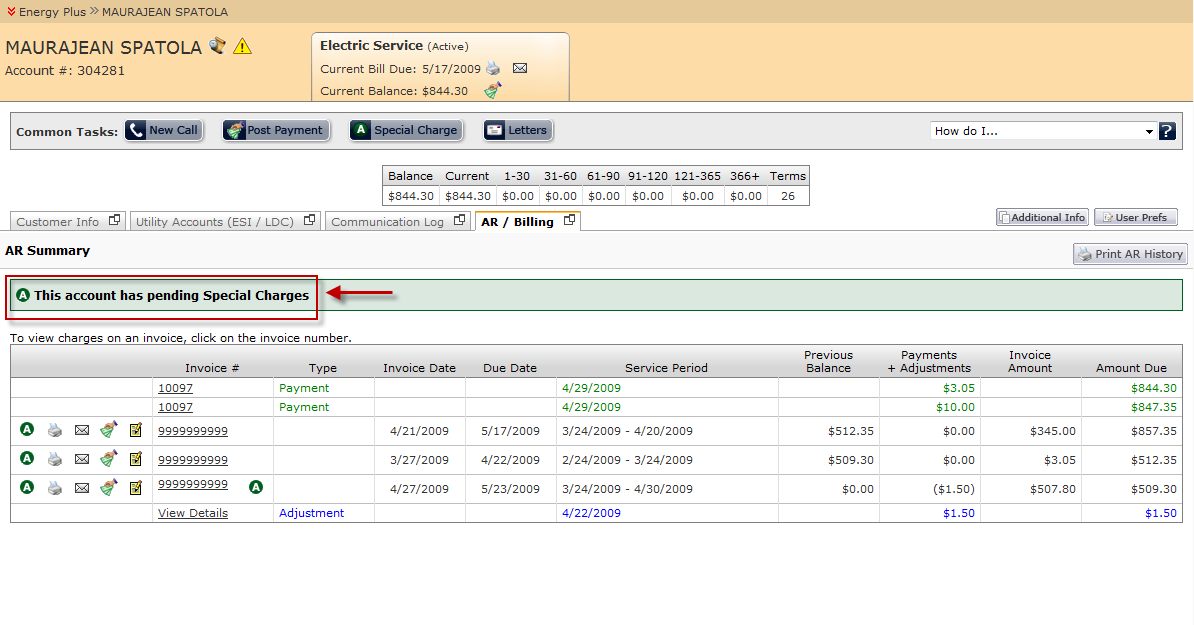 Energy Plus » MAURAJEAN SPATOLA
MAURAJEAN SPATOLA
Account #: 304281
Electric Service (Active)
Current Bill Due: 5/17/2009
Current Balance: $844.30
Common Tasks: New Call Post Payment A Special Charge Letters How do I... ?
Balance Current 1-30 31-60 61-90 91-120 121-365 366+ Terms
$844.30 $844.30 $0.00 $0.00 $0.00 $0.00 $0.00 $0.00 26
Customer Info Utility Accounts (ESI / LDC) Communication Log AR / Billing Additional Info User Prefs
AR Summary
Print AR History
A This account has pending Special Charges
To view charges on an invoice, click on the invoice number.
Invoice # Type Invoice Date Due Date Service Period Previous Balance Payments + Adjustments Invoice Amount Amount Due
10097 Payment 4/29/2009 $3.05 $844.30
10097 Payment 4/29/2009 $10.00 $847.35
A 9999999999 4/21/2009 5/17/2009 3/24/2009 - 4/20/2009 $512.35 $0.00 $345.00 $857.35
A 9999999999 3/27/2009 4/22/2009 2/24/2009 - 3/24/2009 $509.30 $0.00 $3.05 $512.35
A 9999999999 A 4/27/2009 5/23/2009 3/24/2009 - 4/30/2009 $0.00 ($1.50) $507.80 $509.30
View Details Adjustment 4/22/2009 $1.50 $1.50